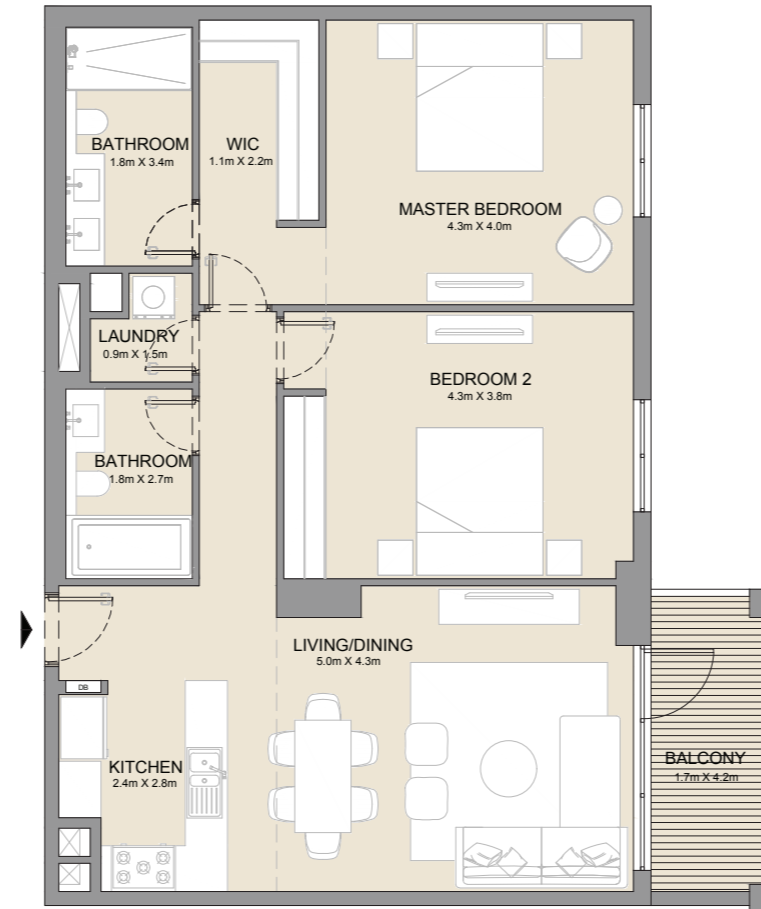 BATHROOM
1.8m X 3.4m
WIC
1.1m X 2.2m
MASTER BEDROOM
4.3m X 4.0m
LAUNDRY
0.9m X 1.5m
BEDROOM 2
4.3m X 3.8m
BATHROOM
1.8m X 2.7m
LIVING/DINING
5.0m X 4.3m
DB
KITCHEN
2.4m X 2.8m
BALCONY
1.7m X 4.2m